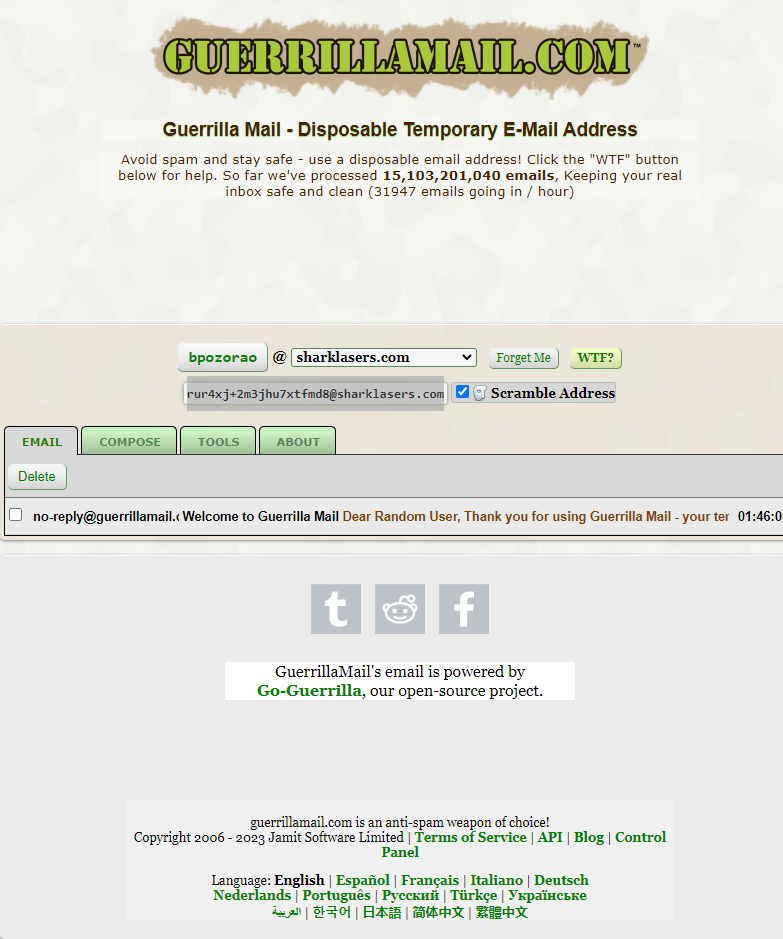 GUERRILLAMAIL.COM™
Guerrilla Mail - Disposable Temporary E-Mail Address
Avoid spam and stay safe - use a disposable email address! Click the "WTF" button
below for help. So far we've processed 15,103,201,040 emails, Keeping your real
inbox safe and clean (31947 emails going in / hour)
bpozorao @ sharklasers.com Forget Me WTF?
rur4xj+2m3jhu7xtfmd8@sharklasers.com Scramble Address
EMAIL COMPOSE TOOLS ABOUT
Delete
no-reply@guerrillamail.c Welcome to Guerrilla Mail Dear Random User, Thank you for using Guerrilla Mail - your ter 01:46:0
GuerrillaMail's email is powered by
Go-Guerrilla, our open-source project.
guerrillamail.com is an anti-spam weapon of choice!
Copyright 2006 - 2023 Jamit Software Limited | Terms of Service | API | Blog | Control
Panel
Language: English | Español | Français | Italiano | Deutsch
Nederlands | Português | Русский | Türkçe | Українське
العربية | 한국어 | 日本語 | 简体中文 | 繁體中文